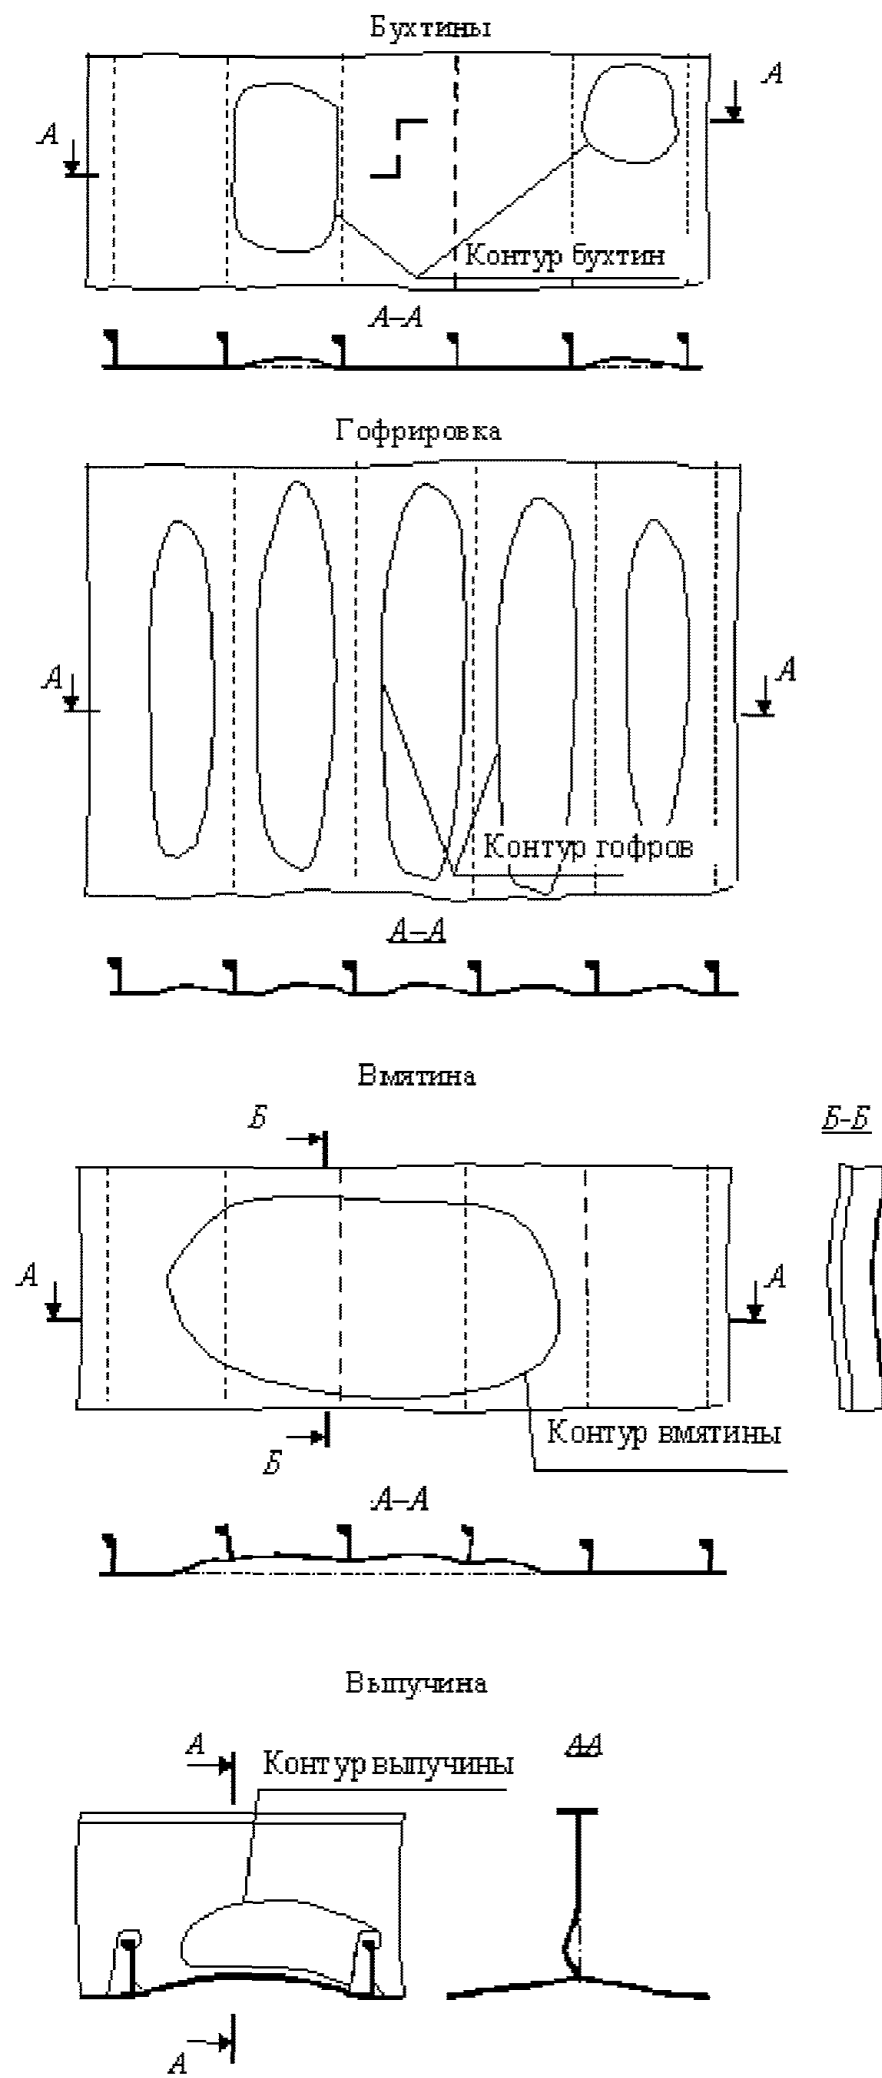 Бухтины
А
А
Контур бухтин
А–А
Гофрировка
А
А
Контур гофров
А–А
Вмятина
Б
Б-Б
А
А
Контур вмятины
Б
А–А
Выпучина
А
Контур выпучины
АА
А